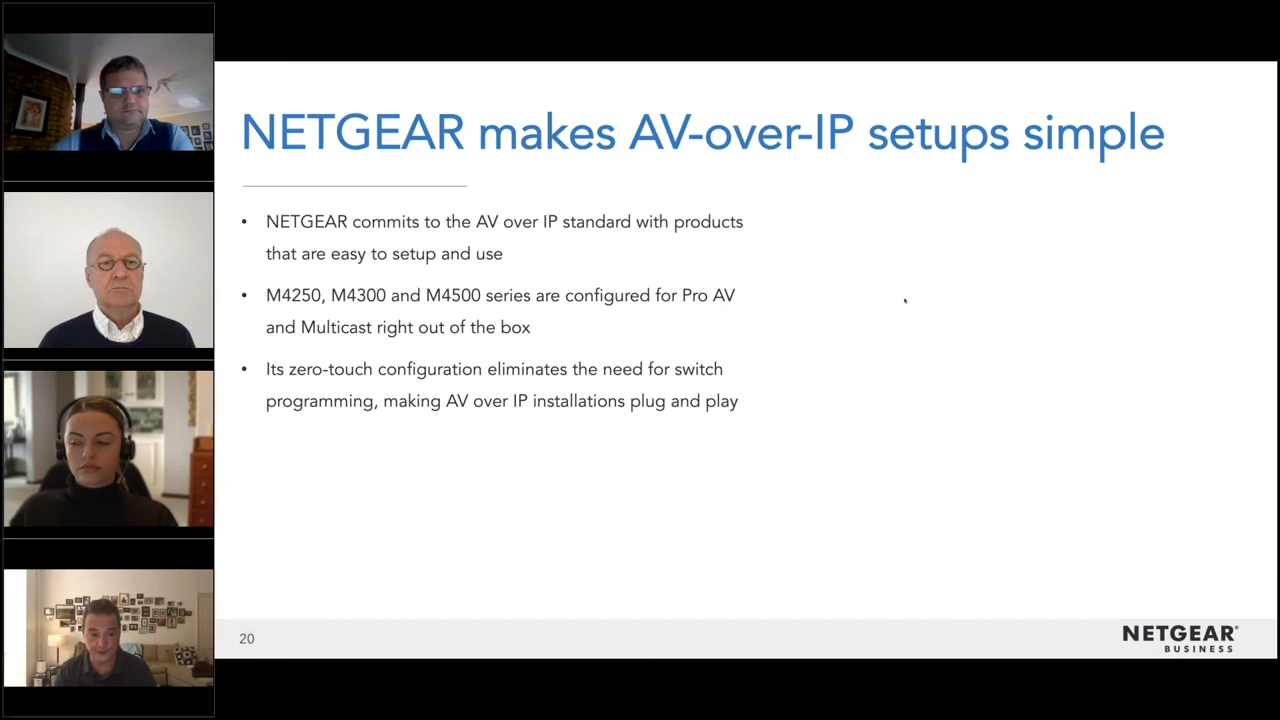 NETGEAR makes AV-over-IP setups simple
• NETGEAR commits to the AV over IP standard with products
that are easy to setup and use
• M4250, M4300 and M4500 series are configured for Pro AV
and Multicast right out of the box
• Its zero-touch configuration eliminates the need for switch
programming, making AV over IP installations plug and play
20
NETGEAR®
BUSINESS